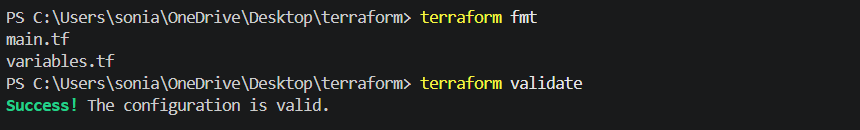 PS C:\Users\sonia\OneDrive\Desktop\terraform> terraform fmt
main.tf
variables.tf
PS C:\Users\sonia\OneDrive\Desktop\terraform> terraform validate
Success! The configuration is valid.